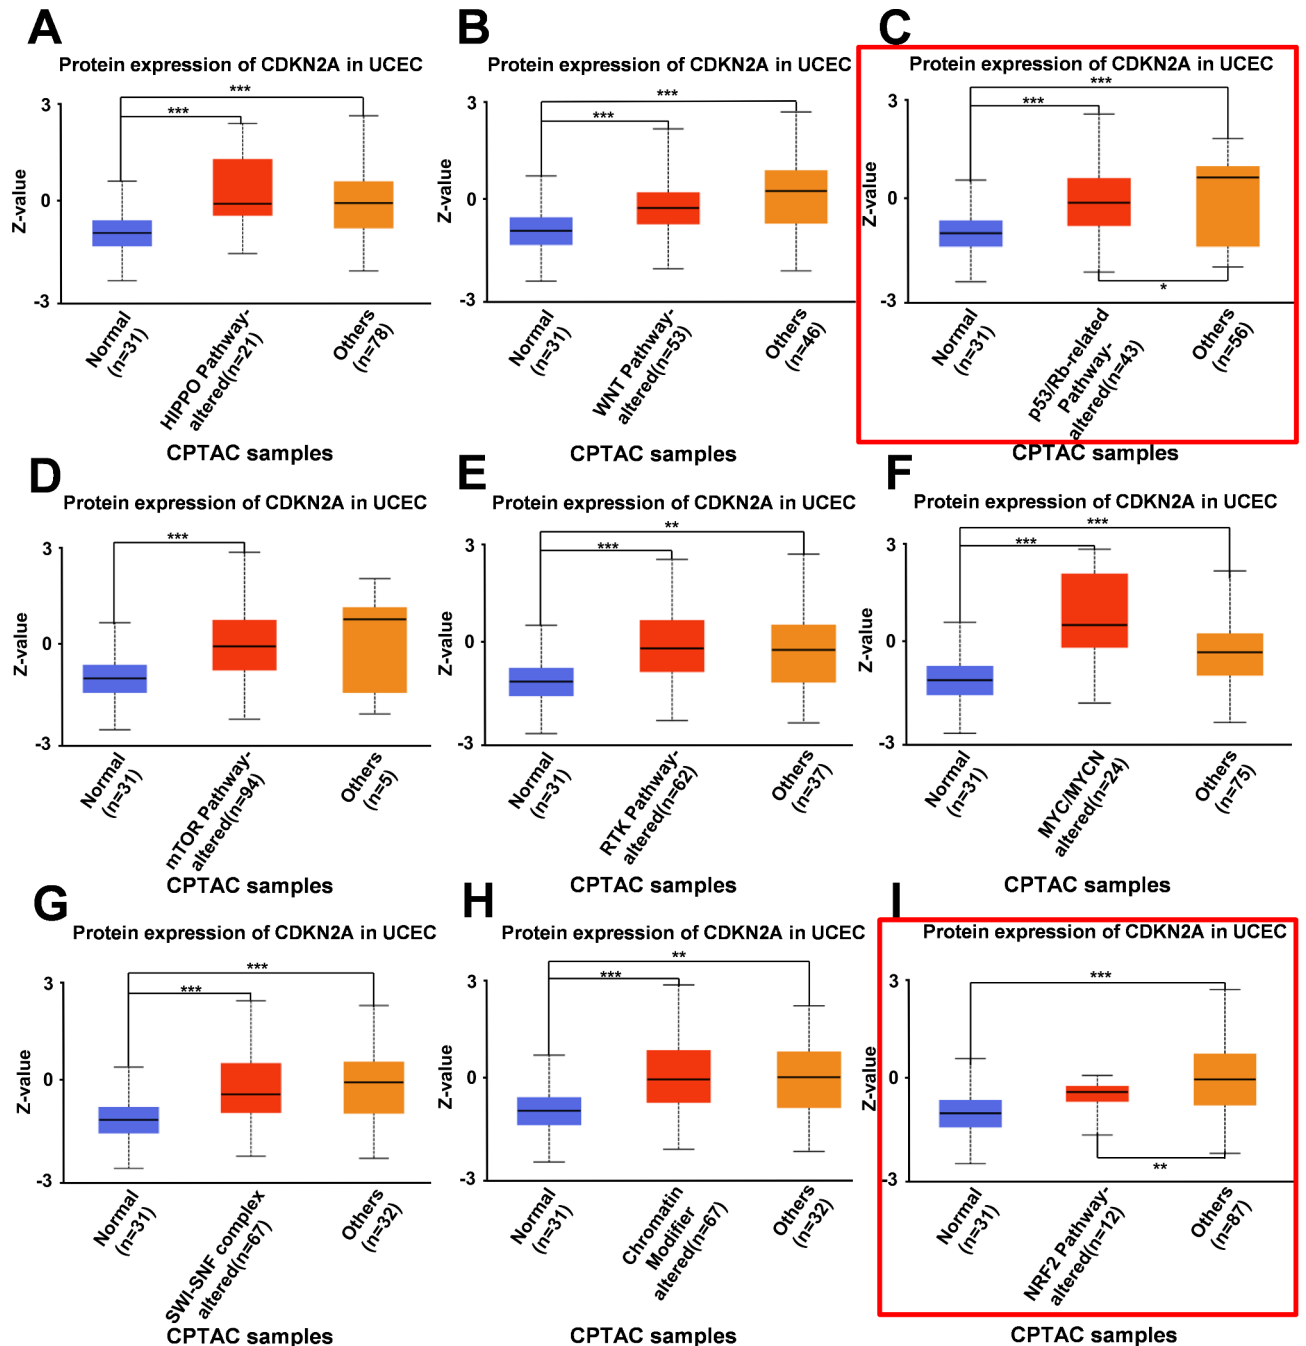 A
Protein expression of CDKN2A in UCEC
***
***
3
0
-3
Z-value
Normal
(n=31)
HIPPO Pathway-
altered(n=21)
Others
(n=78)
CPTAC samples
B
Protein expression of CDKN2A in UCEC
***
***
3
0
-3
Z-value
Normal
(n=31)
WNT Pathway-
altered(n=53)
Others
(n=46)
C
Protein expression of CDKN2A in UCEC
***
***
*
3
0
-3
Z-value
Normal
(n=31)
p53/Rb-related
Pathway-
altered(n=43)
Others
(n=56)
CPTAC samples
D
Protein expression of CDKN2A in UCEC
***
3
0
-3
Z-value
Normal
(n=31)
mTOR Pathway-
altered(n=94)
Others
(n=5)
CPTAC samples
E
Protein expression of CDKN2A in UCEC
**
***
3
0
-3
Z-value
Normal
(n=31)
RTK Pathway-
altered(n=62)
Others
(n=37)
CPTAC samples
F
Protein expression of CDKN2A in UCEC
***
***
3
0
-3
Z-value
Normal
(n=31)
MYC/MYCN
altered(n=24)
Others
(n=75)
CPTAC samples
G
Protein expression of CDKN2A in UCEC
***
***
3
0
-3
Z-value
Normal
(n=31)
SWI-SNF complex
altered(n=67)
Others
(n=32)
CPTAC samples
H
Protein expression of CDKN2A in UCEC
**
***
3
0
-3
Z-value
Normal
(n=31)
Chromatin
Modifier
altered(n=67)
Others
(n=32)
CPTAC samples
I
Protein expression of CDKN2A in UCEC
***
**
3
0
-3
Z-value
Normal
(n=31)
NRF2 Pathway-
altered(n=12)
Others
(n=87)
CPTAC samples